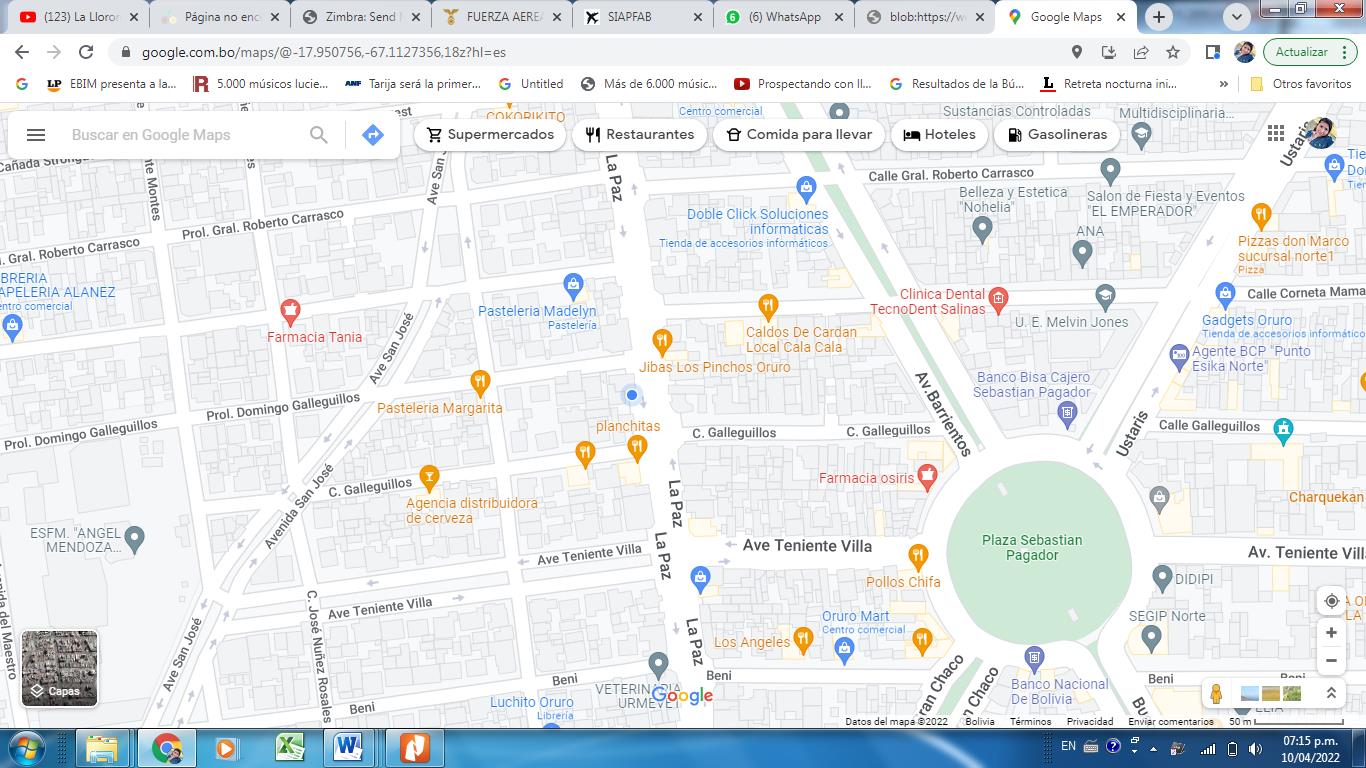 (123) La Lloror
Página no enc
Zimbra: Send
FUERZA AEREA
SIAPFAB
(6) WhatsApp
blob:https://we
Google Maps
google.com.bo/maps/@-17.950756,-67.1127356,18z?hl=es
Actualizar
EBIM presenta a la...
5.000 músicos lucie...
ANF
Tarija será la primer...
Untitled
Más de 6.000 músic...
Prospectando con Il...
Resultados de la Bú...
Retreta nocturna ini...
»
Otros favoritos
Buscar en Google Maps
Supermercados
Restaurantes
Comida para llevar
Hoteles
Gasolineras
COKORIKITO
Centro comercial
Sustancias Controladas
Multidisciplinaria...
Cañada Strong
Ave San J
La Paz
Calle Gral. Roberto Carrasco
Ustaris
Belleza y Estetica
"Nohelia"
Salon de Fiesta y Eventos
"EL EMPERADOR"
ANA
Prol. Gral. Roberto Carrasco
l. Gral. Roberto Carrasco
Doble Click Soluciones
informaticas
Tienda de accesorios informáticos
Pizzas don Marco
sucursal norte1
Pizza
BRERIA
APELERIA ALANEZ
entro comercial
Pasteleria Madelyn
Pastelería
Farmacia Tania
Ave San José
Clinica Dental
TecnoDent Salinas
Calle Corneta Mama
U. E. Melvin Jones
Gadgets Oruro
Tienda de accesorios informático
Caldos De Cardan
Local Cala Cala
Jibas Los Pinchos Oruro
Agente BCP "Punto
Esika Norte"
Banco Bisa Cajero
Sebastian Pagador
Av.Barrientos
Prol. Domingo Galleguillos
Prol. Domingo Galleguillos
Pasteleria Margarita
planchitas
C. Galleguillos
C. Galleguillos
Ustaris
Calle Galleguillos
Avenida San José
C. Galleguillos
Agencia distribuidora
de cerveza
Farmacia osiris
Charquekan
La Paz
ESFM. "ANGEL
MENDOZA...
Plaza Sebastian
Pagador
Ave Teniente Villa
Ave Teniente Villa
Av. Teniente Villa
La Paz
Pollos Chifa
DIDIPI
Ave Teniente Villa
C. José Nuñez Rosales
Oruro Mart
Centro comercial
SEGIP Norte
Los Angeles
La Paz
Ave San José
Beni
Beni
Beni
Beni
VETERINARIA
Google
Luchito Oruro
Librería
ran Chaco
n Chaco
Banco Nacional
De Bolivia
Capas
Datos del mapa ©2022
Bolivia
Términos
Privacidad
Enviar comentarios
50 m
EN
07:15 p.m.
10/04/2022